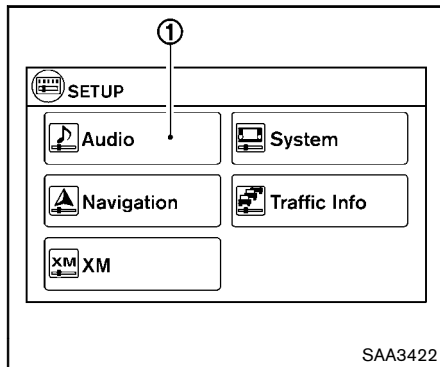 ①
SETUP
Audio
System
Navigation
Traffic Info
XM XM
SAA3422